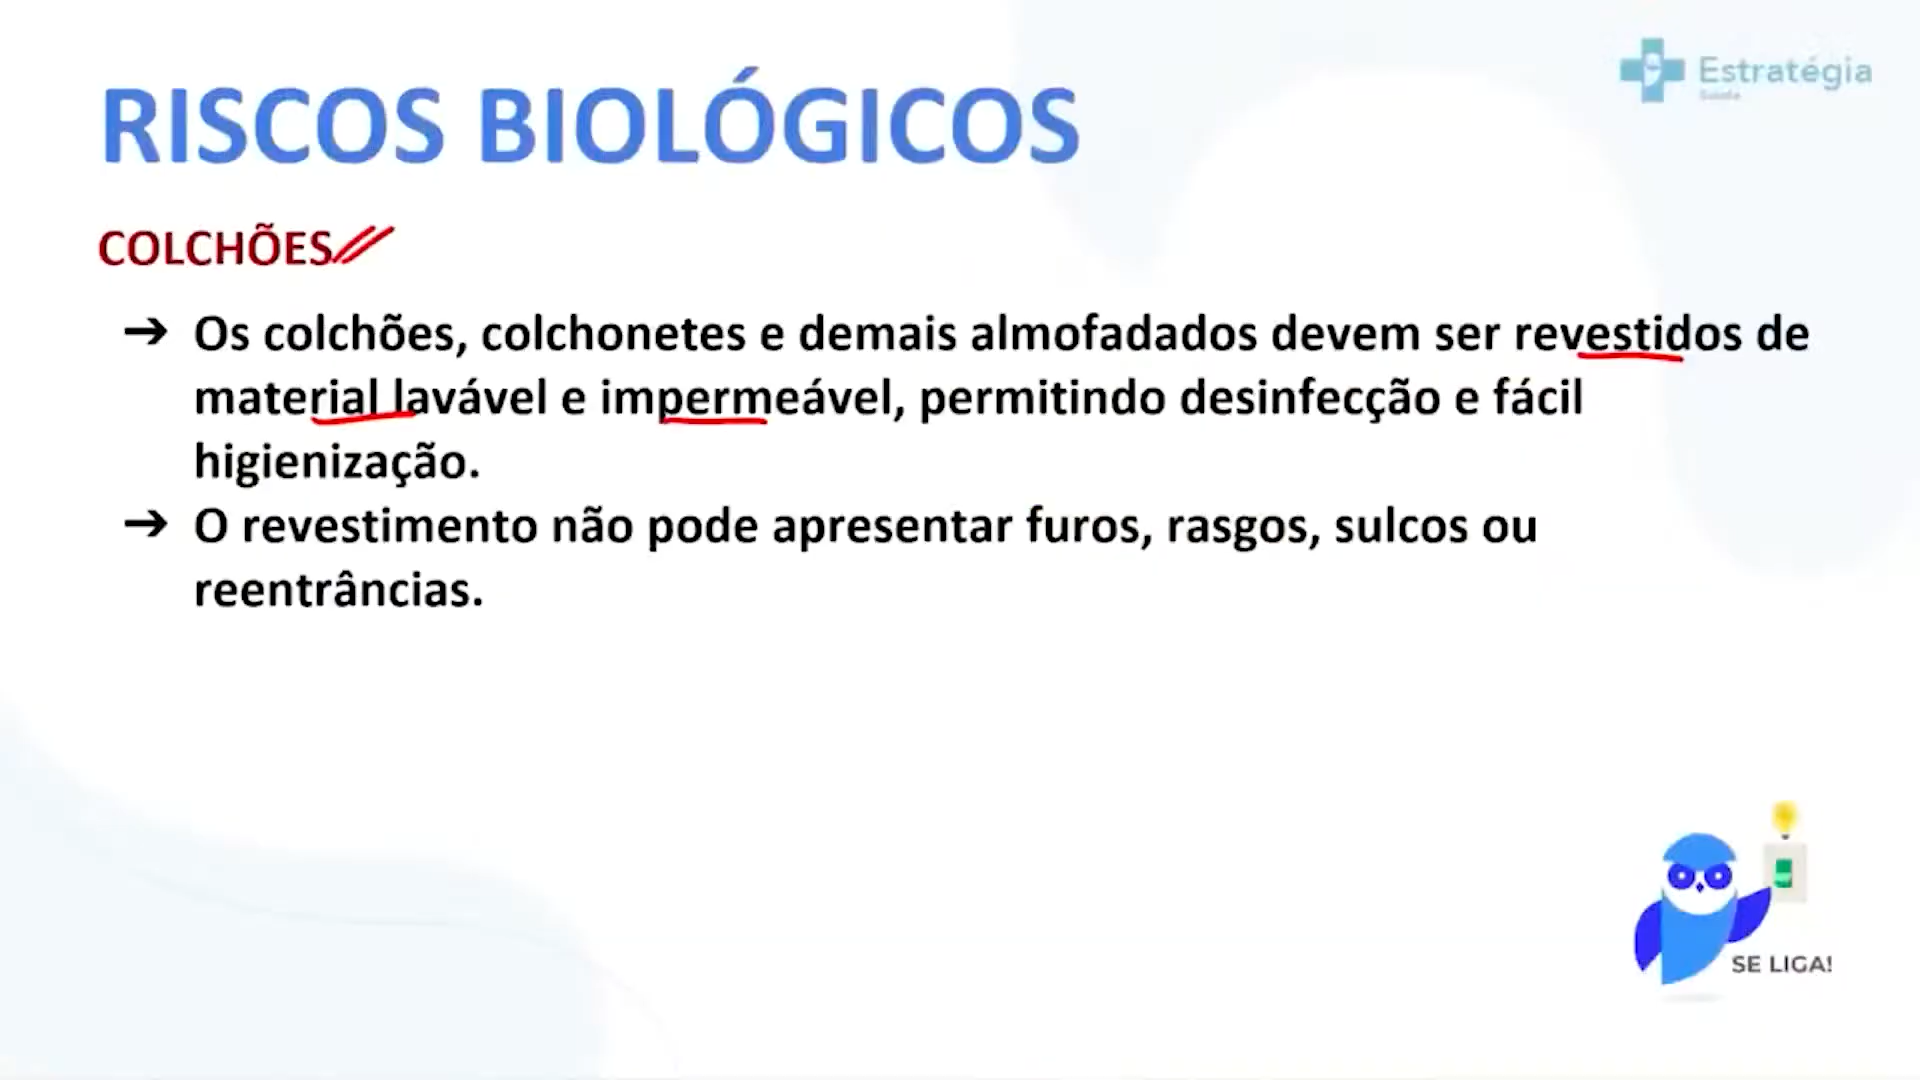 Estratégia
RISCOS BIOLÓGICOS
COLCHÕES
➔ Os colchões, colchonetes e demais almofadados devem ser revestidos de
material lavável e impermeável, permitindo desinfecção e fácil
higienização.
➔ O revestimento não pode apresentar furos, rasgos, sulcos ou
reentrâncias.
SE LIGA!